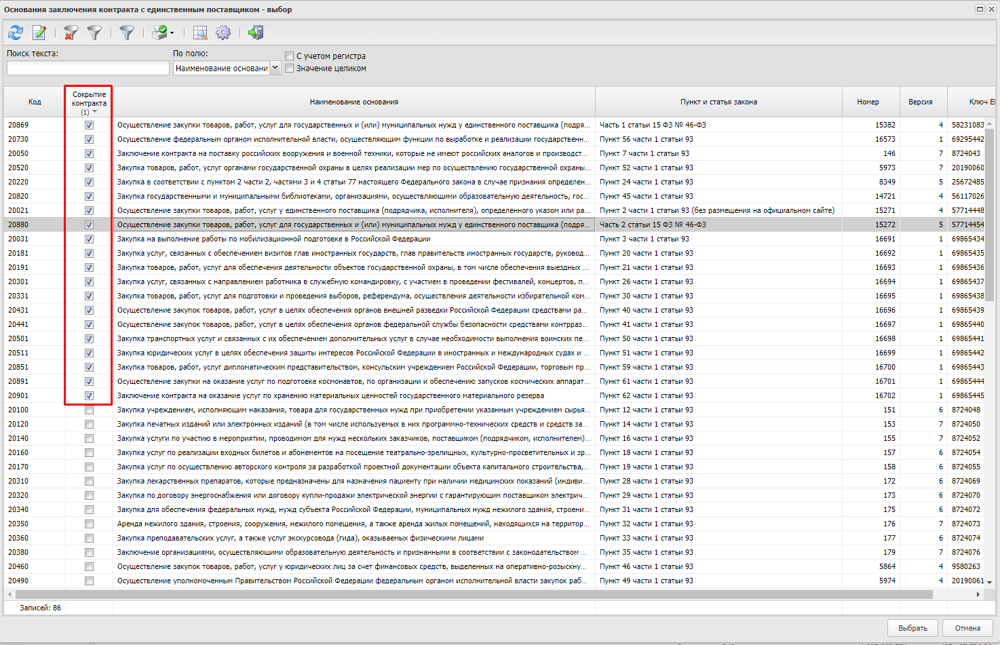 Основания заключения контракта с единственным поставщиком - выбор
Поиск текста:
По полю:
Наименование основани
С учетом регистра
Значение целиком
Код Сокрытие контракта (1) Наименование основания Пункт и статья закона Номер Версия Ключ Е
20869 Осуществление закупки товаров, работ, услуг для государственных и (или) муниципальных нужд у единственного поставщика (подря... Часть 1 статьи 15 ФЗ № 46-ФЗ 15382 4 58231083
20730 Осуществление федеральным органом исполнительной власти, осуществляющим функции по выработке и реализации государственн... Пункт 56 части 1 статьи 93 16573 1 69295442
20050 Заключение контракта на поставку российских вооружения и военной техники, которые не имеют российских аналогов и производст... Пункт 7 части 1 статьи 93 146 7 8724043
20520 Закупка товаров, работ, услуг органами государственной охраны в целях реализации мер по осуществлению государственной охраны... Пункт 52 части 1 статьи 93 5973 7 20190060
20220 Закупка в соответствии с пунктом 2 части 2, частями 3 и 4 статьи 77 настоящего Федерального закона в случае признания определен... Пункт 24 части 1 статьи 93 8349 5 25672485
20820 Закупка государственными и муниципальными библиотеками, организациями, осуществляющими образовательную деятельность, гос... Пункт 45 части 1 статьи 93 14721 4 56117026
20021 Осуществление закупки товаров, работ, услуг у единственного поставщика (подрядчика, исполнителя), определенного указом или ра... Пункт 2 части 1 статьи 93 (без размещения на официальном сайте) 15271 4 57714448
20880 Осуществление закупки товаров, работ, услуг для государственных и (или) муниципальных нужд у единственного поставщика (подря... Часть 2 статьи 15 ФЗ № 46-ФЗ 15272 5 57714454
20031 Закупка на выполнение работы по мобилизационной подготовке в Российской Федерации Пункт 3 части 1 статьи 93 16691 1 69865434
20181 Закупка услуг, связанных с обеспечением визитов глав иностранных государств, глав правительств иностранных государств, руковод... Пункт 20 части 1 статьи 93 16692 1 69865435
20191 Закупка товаров, работ, услуг для обеспечения деятельности объектов государственной охраны, в том числе обеспечения выездных ... Пункт 21 части 1 статьи 93 16693 1 69865436
20301 Закупка услуг, связанных с направлением работника в служебную командировку, с участием в проведении фестивалей, концертов, п... Пункт 26 части 1 статьи 93 16694 1 69865437
20331 Закупка товаров, работ, услуг для подготовки и проведения выборов, референдума, осуществления деятельности избирательной ком... Пункт 30 части 1 статьи 93 16695 1 69865438
20431 Осуществление закупок товаров, работ, услуг в целях обеспечения органов внешней разведки Российской Федерации средствами ра... Пункт 40 части 1 статьи 93 16696 1 69865439
20441 Осуществление закупок товаров, работ, услуг в целях обеспечения органов федеральной службы безопасности средствами контрраз... Пункт 41 части 1 статьи 93 16697 1 69865440
20501 Закупка транспортных услуг и связанных с их обеспечением дополнительных услуг в случае необходимости выполнения воинских пе... Пункт 50 части 1 статьи 93 16698 1 69865441
20511 Закупка юридических услуг в целях обеспечения защиты интересов Российской Федерации в иностранных и международных судах и ... Пункт 51 части 1 статьи 93 16699 1 69865442
20851 Закупка товаров, работ, услуг дипломатическим представительством, консульским учреждением Российской Федерации, торговым пр... Пункт 59 части 1 статьи 93 16700 1 69865443
20891 Осуществление закупки на оказание услуг по подготовке космонавтов, по организации и обеспечению запусков космических аппарат... Пункт 61 части 1 статьи 93 16701 1 69865444
20901 Заключение контракта на оказание услуг по хранению материальных ценностей государственного материального резерва Пункт 62 части 1 статьи 93 16702 1 69865445
20100 Закупка учреждением, исполняющим наказания, товара для государственных нужд при приобретении указанным учреждением сырья... Пункт 12 части 1 статьи 93 151 6 8724048
20120 Закупка печатных изданий или электронных изданий (в том числе используемых в них программно-технических средств и средств за... Пункт 14 части 1 статьи 93 153 7 8724050
20140 Закупка услуги по участию в мероприятии, проводимом для нужд нескольких заказчиков, поставщиком (подрядчиком, исполнителем)... Пункт 16 части 1 статьи 93 155 7 8724052
20160 Закупка услуг по реализации входных билетов и абонементов на посещение театрально-зрелищных, культурно-просветительных и зр... Пункт 18 части 1 статьи 93 157 6 8724054
20170 Закупка услуг по осуществлению авторского контроля за разработкой проектной документации объекта капитального строительства,... Пункт 19 части 1 статьи 93 158 6 8724055
20310 Закупка лекарственных препаратов, которые предназначены для назначения пациенту при наличии медицинских показаний (индиви... Пункт 28 части 1 статьи 93 172 6 8724069
20320 Закупка по договору энергоснабжения или договору купли-продажи электрической энергии с гарантирующим поставщиком электрич... Пункт 29 части 1 статьи 93 173 6 8724070
20340 Закупка для обеспечения федеральных нужд, нужд субъекта Российской Федерации, муниципальных нужд нежилого здания, строени... Пункт 31 части 1 статьи 93 175 6 8724072
20350 Аренда нежилого здания, строения, сооружения, нежилого помещения, а также аренда жилых помещений, находящихся на территор... Пункт 32 части 1 статьи 93 176 7 8724073
20360 Закупка преподавательских услуг, а также услуг экскурсовода (гида), оказываемых физическими лицами Пункт 33 части 1 статьи 93 177 6 8724074
20380 Заключение организациями, осуществляющими образовательную деятельность и признанными в соответствии с законодательством ... Пункт 35 части 1 статьи 93 179 7 8724076
20460 Осуществление закупок товаров, работ, услуг у юридических лиц за счет финансовых средств, выделенных на оперативно-розыскну... Пункт 46 части 1 статьи 93 5864 4 9580263
20490 Осуществление уполномоченным Правительством Российской Федерации федеральным органом исполнительной власти закупок раб... Пункт 49 части 1 статьи 93 5974 4 20190061
Записей: 86
Выбрать
Отмена